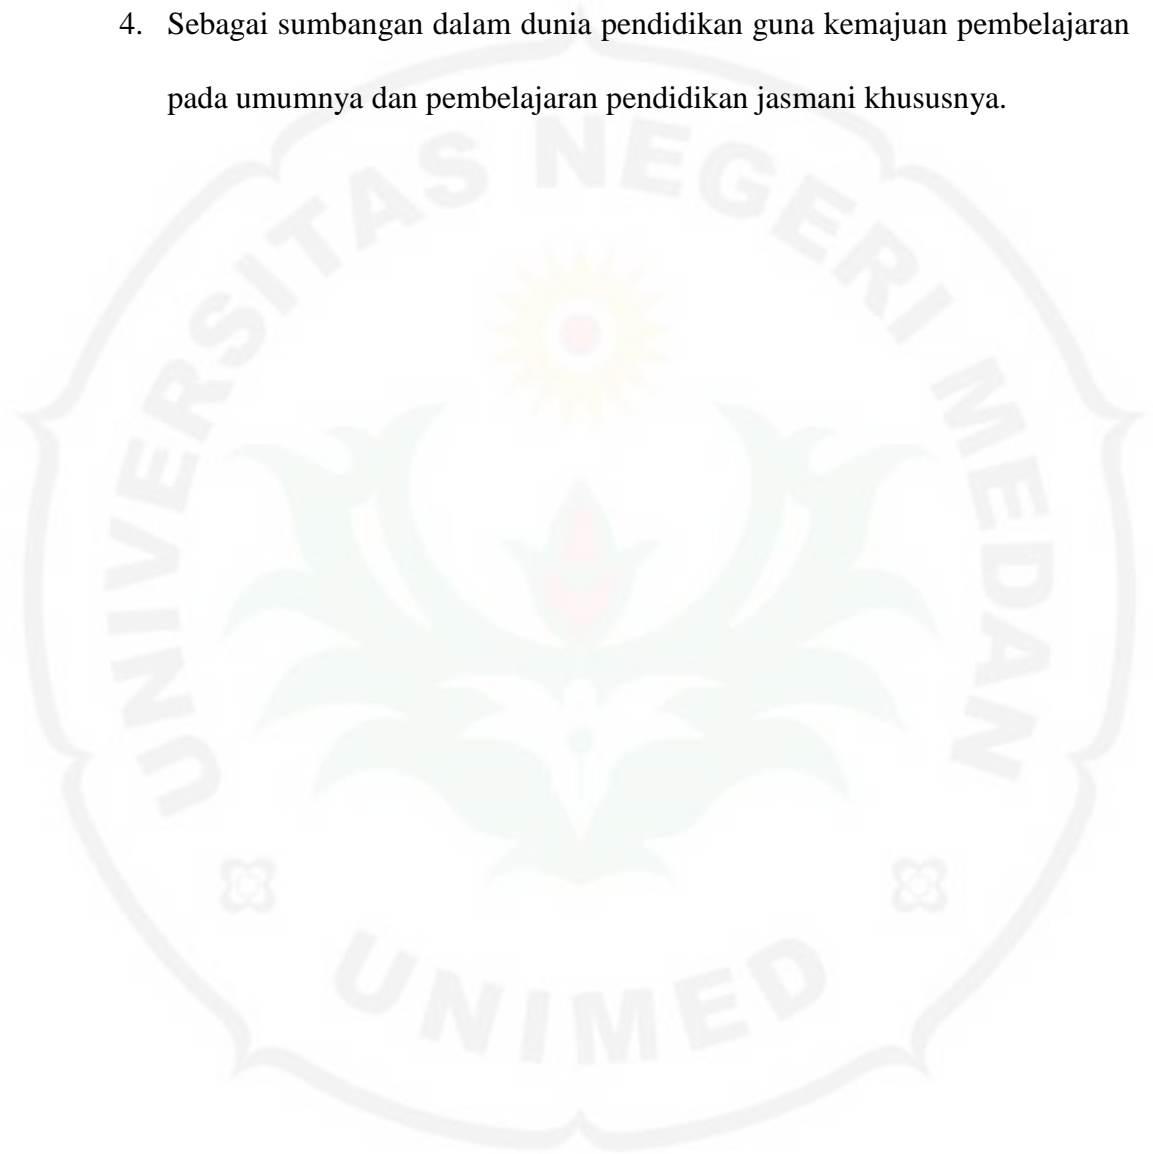 4. Sebagai sumbangan dalam dunia pendidikan guna kemajuan pembelajaran
pada umumnya dan pembelajaran pendidikan jasmani khususnya.
UNIVERSITAS NEGERI MEDAN
UNIMED